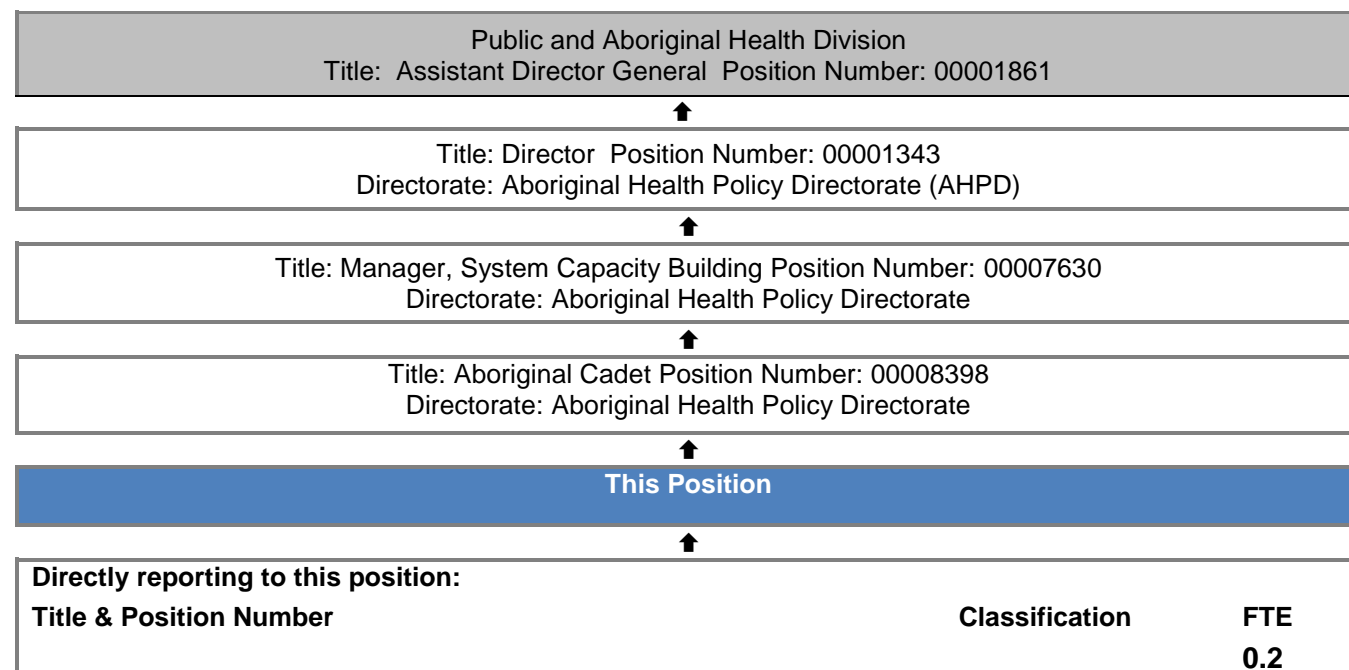 Public and Aboriginal Health Division
Title: Assistant Director General Position Number: 00001861
Title: Director Position Number: 00001343
Directorate: Aboriginal Health Policy Directorate (AHPD)
Title: Manager, System Capacity Building Position Number: 00007630
Directorate: Aboriginal Health Policy Directorate
Title: Aboriginal Cadet Position Number: 00008398
Directorate: Aboriginal Health Policy Directorate
This Position
Directly reporting to this position:
Title & Position Number Classification FTE
0.2